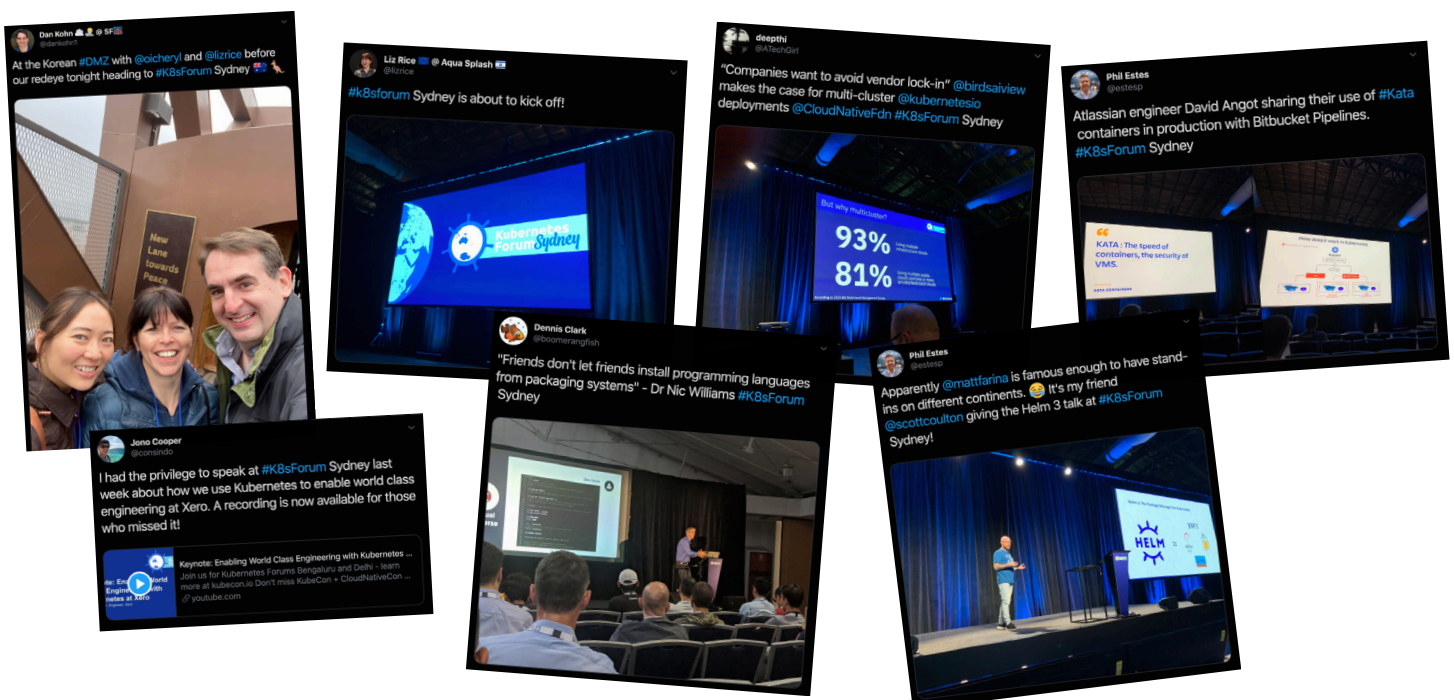 Dan Kohn @ SF
@dankohn1
At the Korean #DMZ with @oicheryl and @lizrice before
our redeye tonight heading to #K8sForum Sydney
New
Lane
towards
Peace
Liz Rice @ Aqua Splash
@lizrice
#k8sforum Sydney is about to kick off!
Kubernetes
Forum Sydney
deepthi
@ATechGirl
“Companies want to avoid vendor lock-in“ @birdsaiview
makes the case for multi-cluster @kubernetesio
deployments @CloudNativeFdn #K8sForum Sydney
But why multicluster?
93%
81%
Phil Estes
@estesp
Atlassian engineer David Angot sharing their use of #Kata
containers in production with Bitbucket Pipelines.
#K8sForum Sydney
KATA : The speed of
containers, the security of
VMS.
KATA CONTAINERS
Jono Cooper
@consindo
I had the privilege to speak at #K8sForum Sydney last
week about how we use Kubernetes to enable world class
engineering at Xero. A recording is now available for those
who missed it!
Keynote: Enabling World Class Engineering with Kubernetes ...
Join us for Kubernetes Forums Bengaluru and Delhi - learn
more at kubecon.io Don't miss KubeCon + CloudNativeCon ...
youtube.com
Dennis Clark
@boomerangfish
"Friends don't let friends install programming languages
from packaging systems" - Dr Nic Williams #K8sForum
Sydney
Phil Estes
@estesp
Apparently @mattfarina is famous enough to have stand-
ins on different continents. 😂 It's my friend
@scottcoulton giving the Helm 3 talk at #K8sForum
Sydney!
HELM